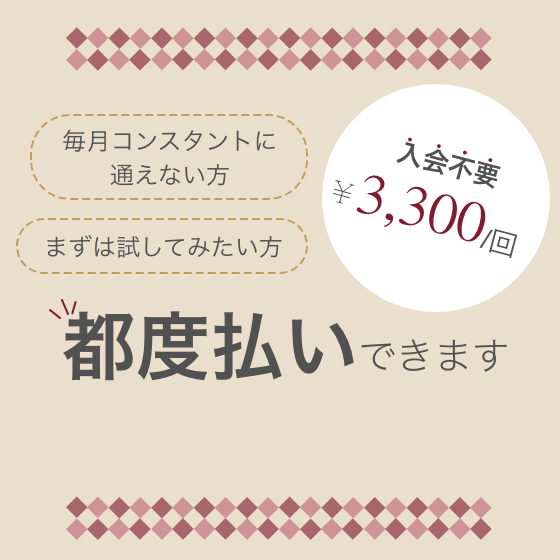 毎月コンスタントに
通えない方
まずは試してみたい方
入会不要
¥3,300/回
都度払いできます